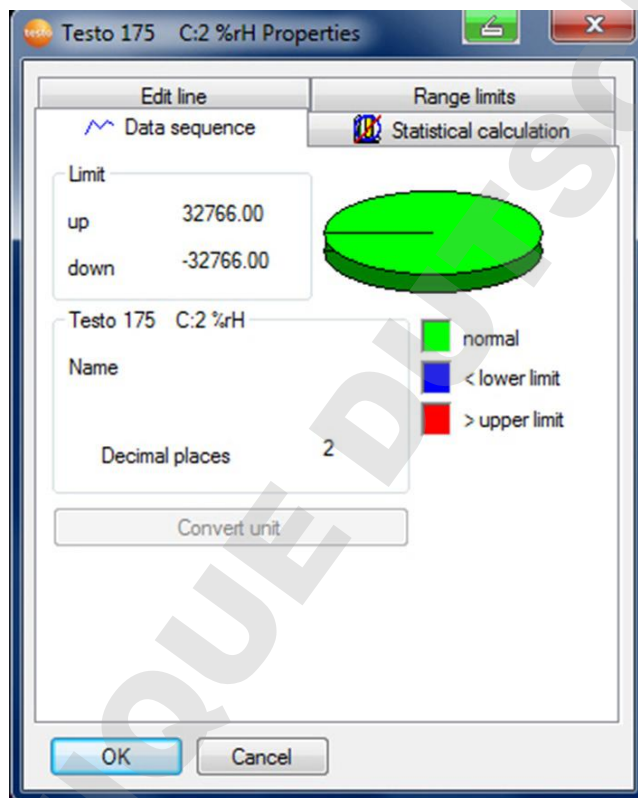 testo Testo 175 C:2 %rH Properties
Edit line
Range limits
Data sequence
Statistical calculation
Limit
up 32766.00
down -32766.00
Testo 175 C:2 %rH
Name
Decimal places 2
normal
< lower limit
> upper limit
Convert unit
OK
Cancel